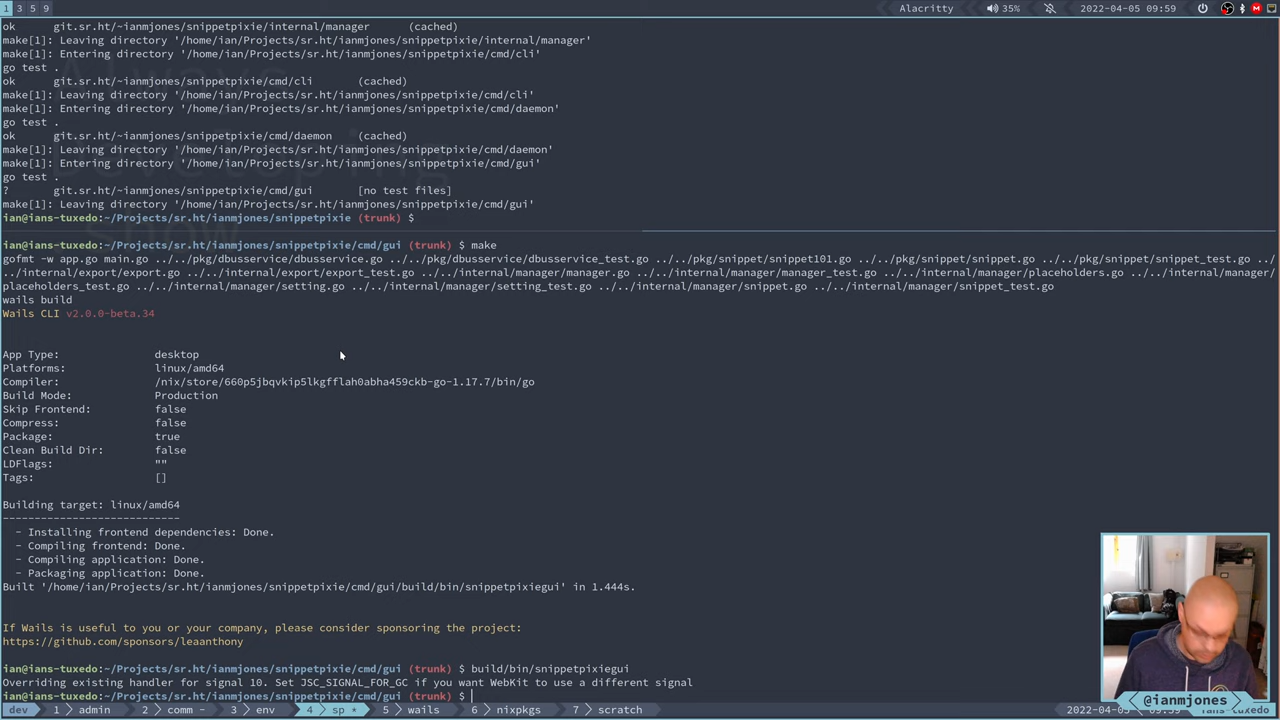 1 3 5 9 Alacritty 35% 2022-04-05 09:59
ok git.sr.ht/~ianmjones/snippetpixie/internal/manager (cached)
make[1]: Leaving directory '/home/ian/Projects/sr.ht/ianmjones/snippetpixie/internal/manager'
make[1]: Entering directory '/home/ian/Projects/sr.ht/ianmjones/snippetpixie/cmd/cli'
go test .
ok git.sr.ht/~ianmjones/snippetpixie/cmd/cli (cached)
make[1]: Leaving directory '/home/ian/Projects/sr.ht/ianmjones/snippetpixie/cmd/cli'
make[1]: Entering directory '/home/ian/Projects/sr.ht/ianmjones/snippetpixie/cmd/daemon'
go test .
ok git.sr.ht/~ianmjones/snippetpixie/cmd/daemon (cached)
make[1]: Leaving directory '/home/ian/Projects/sr.ht/ianmjones/snippetpixie/cmd/daemon'
make[1]: Entering directory '/home/ian/Projects/sr.ht/ianmjones/snippetpixie/cmd/gui'
go test .
? git.sr.ht/~ianmjones/snippetpixie/cmd/gui [no test files]
make[1]: Leaving directory '/home/ian/Projects/sr.ht/ianmjones/snippetpixie/cmd/gui'
ian@ians-tuxedo:~/Projects/sr.ht/ianmjones/snippetpixie (trunk) $
ian@ians-tuxedo:~/Projects/sr.ht/ianmjones/snippetpixie/cmd/gui (trunk) $ make
gofmt -w app.go main.go ../../pkg/dbusservice/dbusservice.go ../../pkg/dbusservice/dbusservice_test.go ../../pkg/snippet/snippet101.go ../../pkg/snippet/snippet.go ../../pkg/snippet/snippet_test.go ../
../internal/export/export.go ../../internal/export/export_test.go ../../internal/manager/manager.go ../../internal/manager/manager_test.go ../../internal/manager/placeholders.go ../../internal/manager/
placeholders_test.go ../../internal/manager/setting.go ../../internal/manager/setting_test.go ../../internal/manager/snippet.go ../../internal/manager/snippet_test.go
wails build
Wails CLI v2.0.0-beta.34
App Type: desktop
Platforms: linux/amd64
Compiler: /nix/store/660p5jbqvkip5lkgfflah0abha459ckb-go-1.17.7/bin/go
Build Mode: Production
Skip Frontend: false
Compress: false
Package: true
Clean Build Dir: false
LDFlags: ""
Tags: []
Building target: linux/amd64
----------------------------
- Installing frontend dependencies: Done.
- Compiling frontend: Done.
- Compiling application: Done.
- Packaging application: Done.
Built '/home/ian/Projects/sr.ht/ianmjones/snippetpixie/cmd/gui/build/bin/snippetpixiegui' in 1.444s.
If Wails is useful to you or your company, please consider sponsoring the project:
https://github.com/sponsors/leaanthony
ian@ians-tuxedo:~/Projects/sr.ht/ianmjones/snippetpixie/cmd/gui (trunk) $ build/bin/snippetpixiegui
Overriding existing handler for signal 10. Set JSC_SIGNAL_FOR_GC if you want WebKit to use a different signal
ian@ians-tuxedo:~/Projects/sr.ht/ianmjones/snippetpixie/cmd/gui (trunk) $
@ianmjones
dev 1 admin 2 comm - 3 env 4 sp * 5 wails 6 nixpkgs 7 scratch 2022-04-05